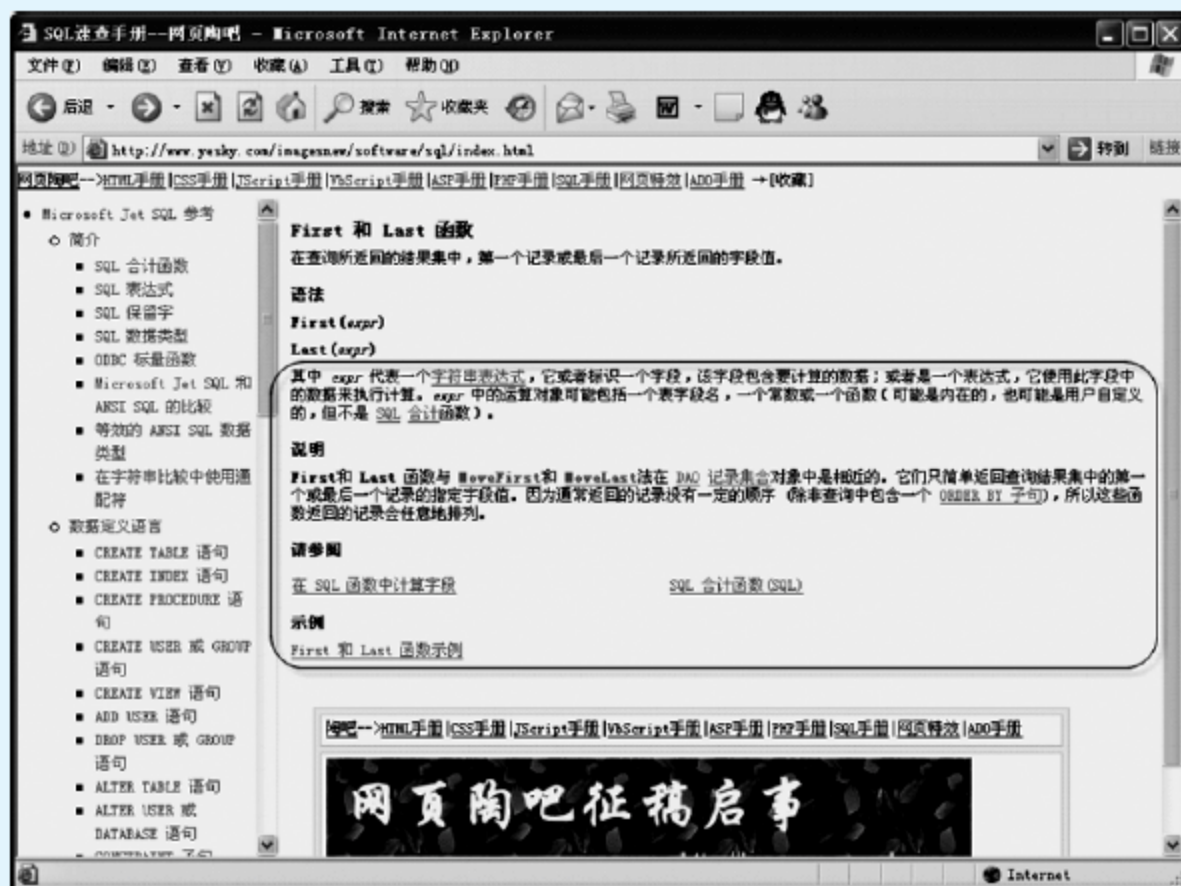 SQL速查手册--网页陶吧 - Microsoft Internet Explorer
文件(F) 编辑(E) 查看(V) 收藏(A) 工具(T) 帮助(H)
后退 搜索 收藏夹
地址(D) http://www.yesky.com/imagesnew/software/sql/index.html 转到 链接
网页陶吧-->HTML手册|CSS手册|JScript手册|VbScript手册|ASP手册|PHP手册|SQL手册|网页特效|ADO手册 →[收藏]
Microsoft Jet SQL 参考
简介
SQL 合计函数
SQL 表达式
SQL 保留字
SQL 数据类型
ODBC 标量函数
Microsoft Jet SQL 和
ANSI SQL 的比较
等效的 ANSI SQL 数据
类型
在字符串比较中使用通
配符
数据定义语言
CREATE TABLE 语句
CREATE INDEX 语句
CREATE PROCEDURE 语
句
CREATE USER 或 GROUP
语句
CREATE VIEW 语句
ADD USER 语句
DROP USER 或 GROUP
语句
ALTER TABLE 语句
ALTER USER 或
DATABASE 语句
CONSTRAINT 子句
First 和 Last 函数
在查询所返回的结果集中，第一个记录或最后一个记录所返回的字段值。
语法
First(expr)
Last(expr)
其中 expr 代表一个字符串表达式，它或者标识一个字段，该字段包含要计算的数据；或者是一个表达式，它使用此字段中
的数据来执行计算。expr 中的运算对象可能包括一个表字段名，一个常数或一个函数（可能是内在的，也可能是用户自定义
的，但不是 SQL 合计函数）。
说明
First和 Last 函数与 MoveFirst和 MoveLast法在 DAO 记录集合对象中是相近的。它们只简单返回查询结果集中的第一
个或最后一个记录的指定字段值。因为通常返回的记录没有一定的顺序（除非查询中包含一个 ORDER BY 子句），所以这些函
数返回的记录会任意地排列。
请参阅
在 SQL 函数中计算字段 SQL 合计函数(SQL)
示例
First 和 Last 函数示例
陶吧-->HTML手册|CSS手册|JScript手册|VbScript手册|ASP手册|PHP手册|SQL手册|网页特效|ADO手册
网页陶吧征稿启事
Internet